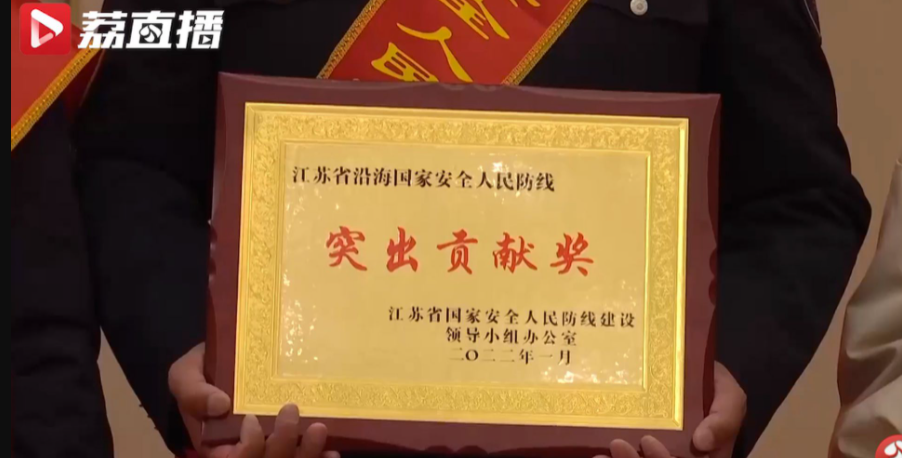 荔直播
江苏省沿海国家安全人民防线
突出贡献奖
江苏省国家安全人民防线建设
领导小组办公室
二〇二二年一月